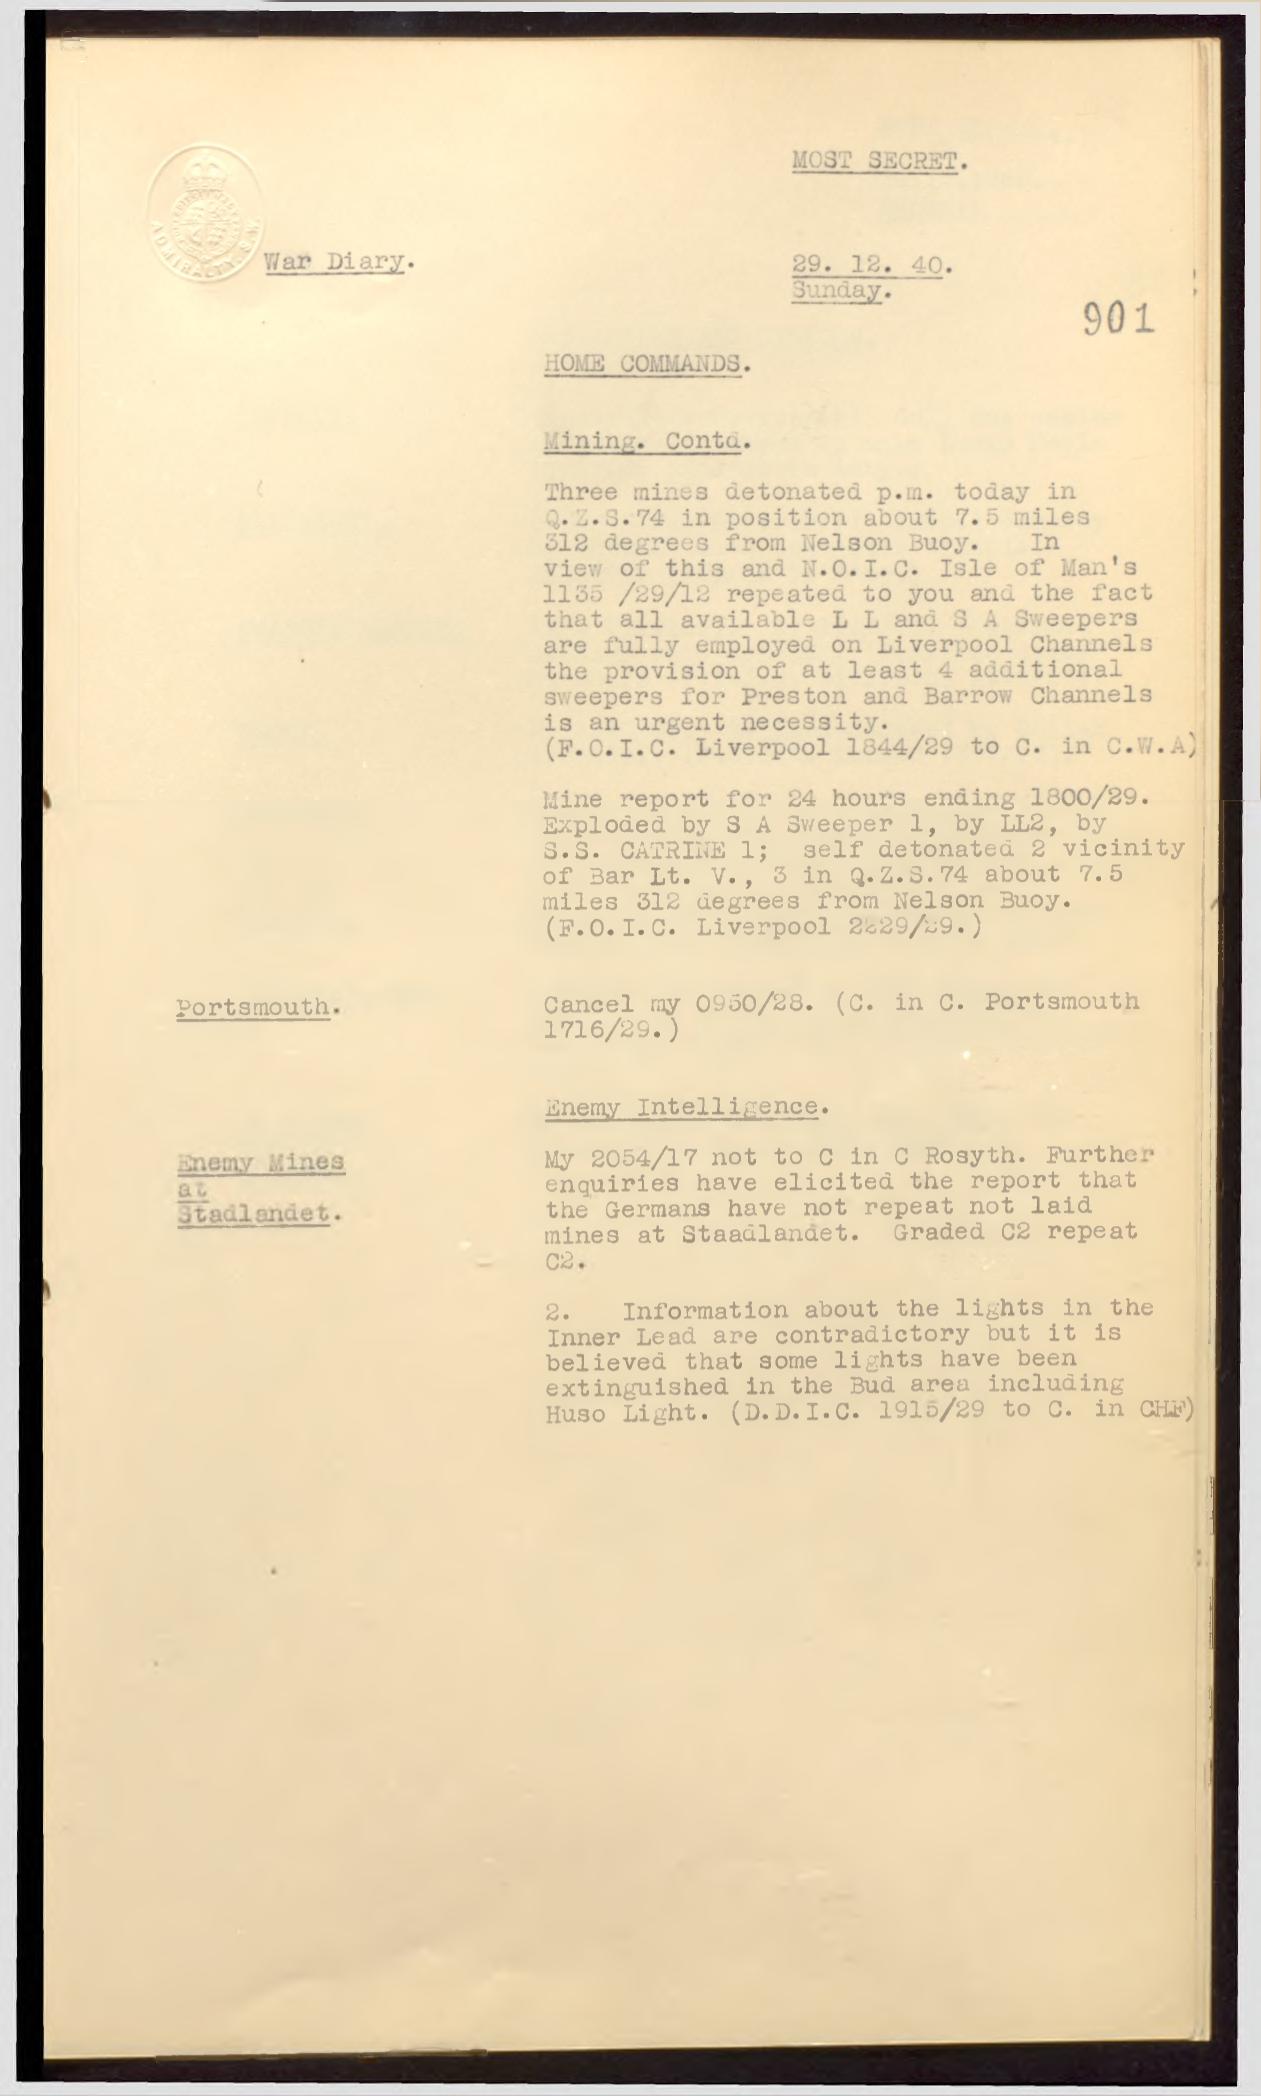 MOST SECRET.
ADMIRALTY. S.W.
War Diary.
29. 12. 40.
Sunday.
901
HOME COMMANDS.
Mining. Contd.
Three mines detonated p.m. today in
Q.Z.S.74 in position about 7.5 miles
312 degrees from Nelson Buoy. In
view of this and N.O.I.C. Isle of Man's
1135 /29/12 repeated to you and the fact
that all available L L and S A Sweepers
are fully employed on Liverpool Channels
the provision of at least 4 additional
sweepers for Preston and Barrow Channels
is an urgent necessity.
(F.O.I.C. Liverpool 1844/29 to C. in C.W.A)
Mine report for 24 hours ending 1800/29.
Exploded by S A Sweeper 1, by LL2, by
S.S. CATRINE 1; self detonated 2 vicinity
of Bar Lt. V., 3 in Q.Z.S.74 about 7.5
miles 312 degrees from Nelson Buoy.
(F.O.I.C. Liverpool 2229/29.)
Portsmouth.
Cancel my 0950/28. (C. in C. Portsmouth
1716/29.)
Enemy Intelligence.
Enemy Mines
at
Stadlandet.
My 2054/17 not to C in C Rosyth. Further
enquiries have elicited the report that
the Germans have not repeat not laid
mines at Staadlandet. Graded C2 repeat
C2.
2. Information about the lights in the
Inner Lead are contradictory but it is
believed that some lights have been
extinguished in the Bud area including
Huso Light. (D.D.I.C. 1915/29 to C. in CHF)